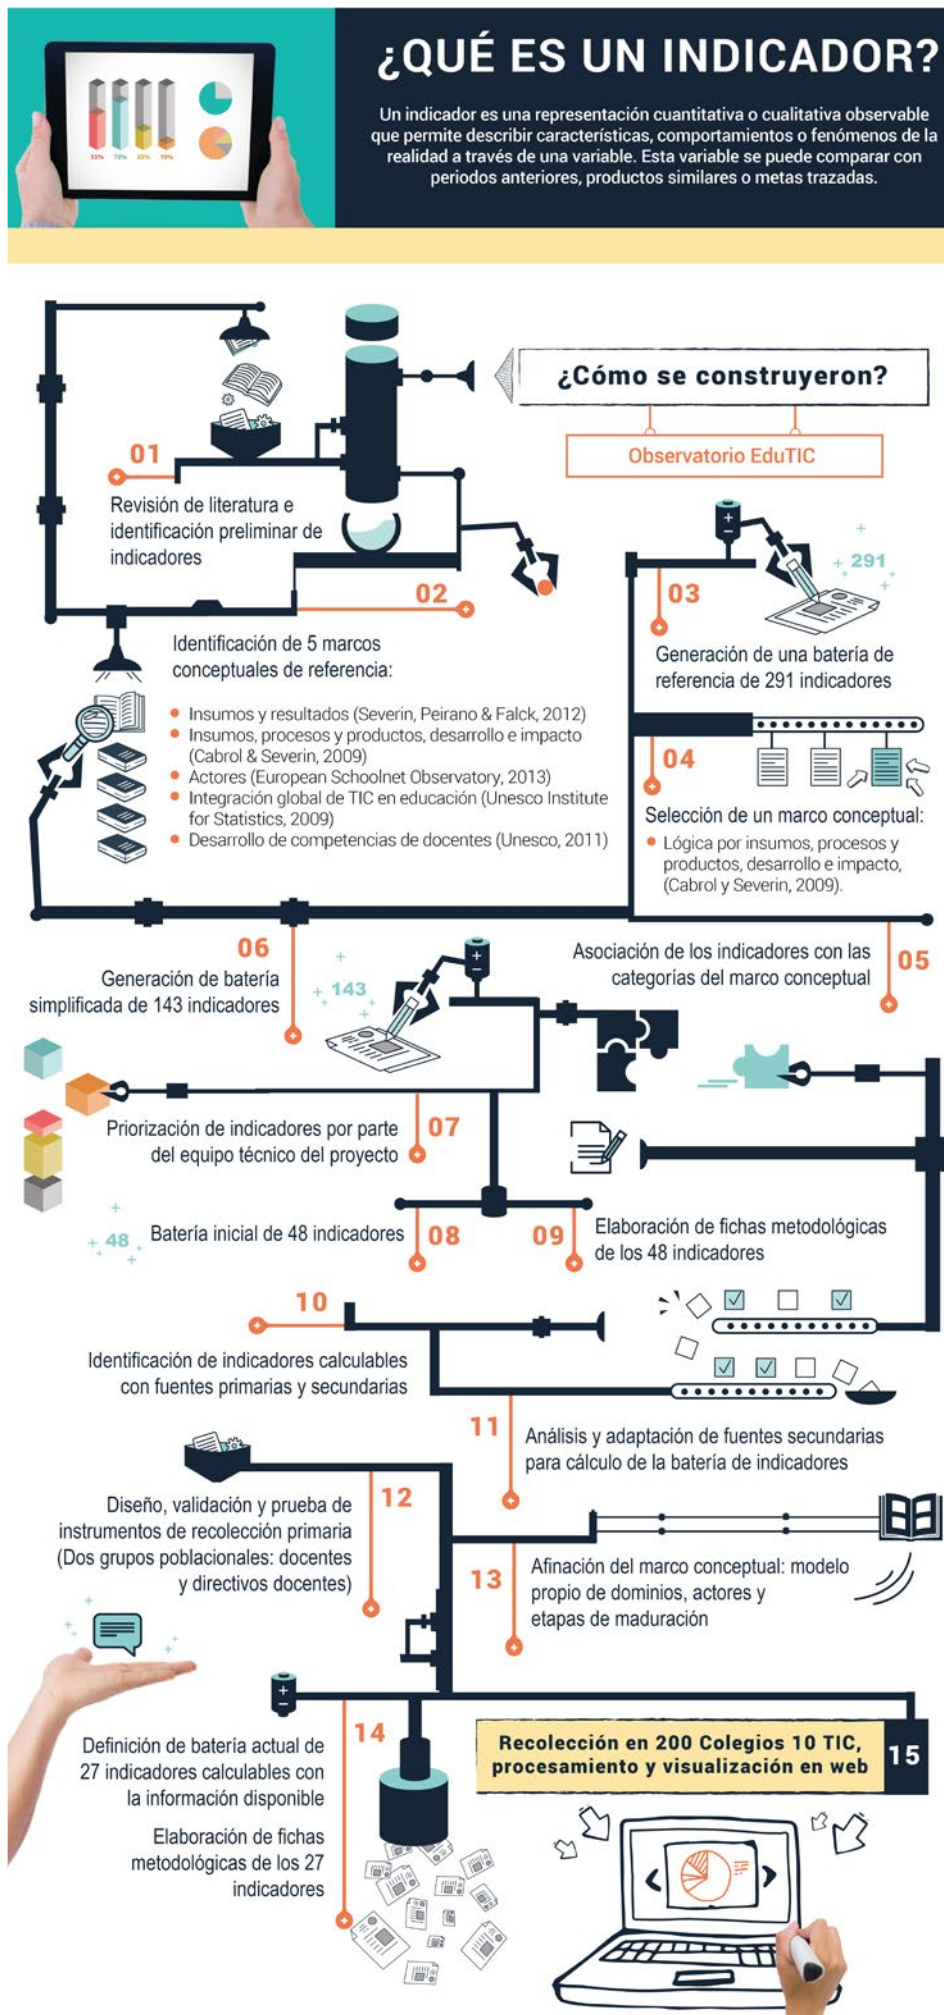 ¿QUÉ ES UN INDICADOR?
Un indicador es una representación cuantitativa o cualitativa observable
que permite describir características, comportamientos o fenómenos de la
realidad a través de una variable. Esta variable se puede comparar con
periodos anteriores, productos similares o metas trazadas.
55% 75% 35% 15%
¿Cómo se construyeron?
Observatorio EduTIC
01
Revisión de literatura e
identificación preliminar de
indicadores
02
Identificación de 5 marcos
conceptuales de referencia:
• Insumos y resultados (Severin, Peirano & Falck, 2012)
• Insumos, procesos y productos, desarrollo e impacto
(Cabrol & Severin, 2009)
• Actores (European Schoolnet Observatory, 2013)
• Integración global de TIC en educación (Unesco Institute
for Statistics, 2009)
• Desarrollo de competencias de docentes (Unesco, 2011)
03
+ 291
Generación de una batería de
referencia de 291 indicadores
04
Selección de un marco conceptual:
• Lógica por insumos, procesos y
productos, desarrollo e impacto,
(Cabrol y Severin, 2009).
05
Asociación de los indicadores con las
categorías del marco conceptual
06
Generación de batería
simplificada de 143 indicadores
+ 143
07
Priorización de indicadores por parte
del equipo técnico del proyecto
+ 48
Batería inicial de 48 indicadores
08
09
Elaboración de fichas metodológicas
de los 48 indicadores
10
Identificación de indicadores calculables
con fuentes primarias y secundarias
11
Análisis y adaptación de fuentes secundarias
para cálculo de la batería de indicadores
12
Diseño, validación y prueba de
instrumentos de recolección primaria
(Dos grupos poblacionales: docentes
y directivos docentes)
13
Afinación del marco conceptual: modelo
propio de dominios, actores y
etapas de maduración
14
Definición de batería actual de
27 indicadores calculables con
la información disponible
Elaboración de fichas
metodológicas de los 27
indicadores
Recolección en 200 Colegios 10 TIC,
procesamiento y visualización en web
15